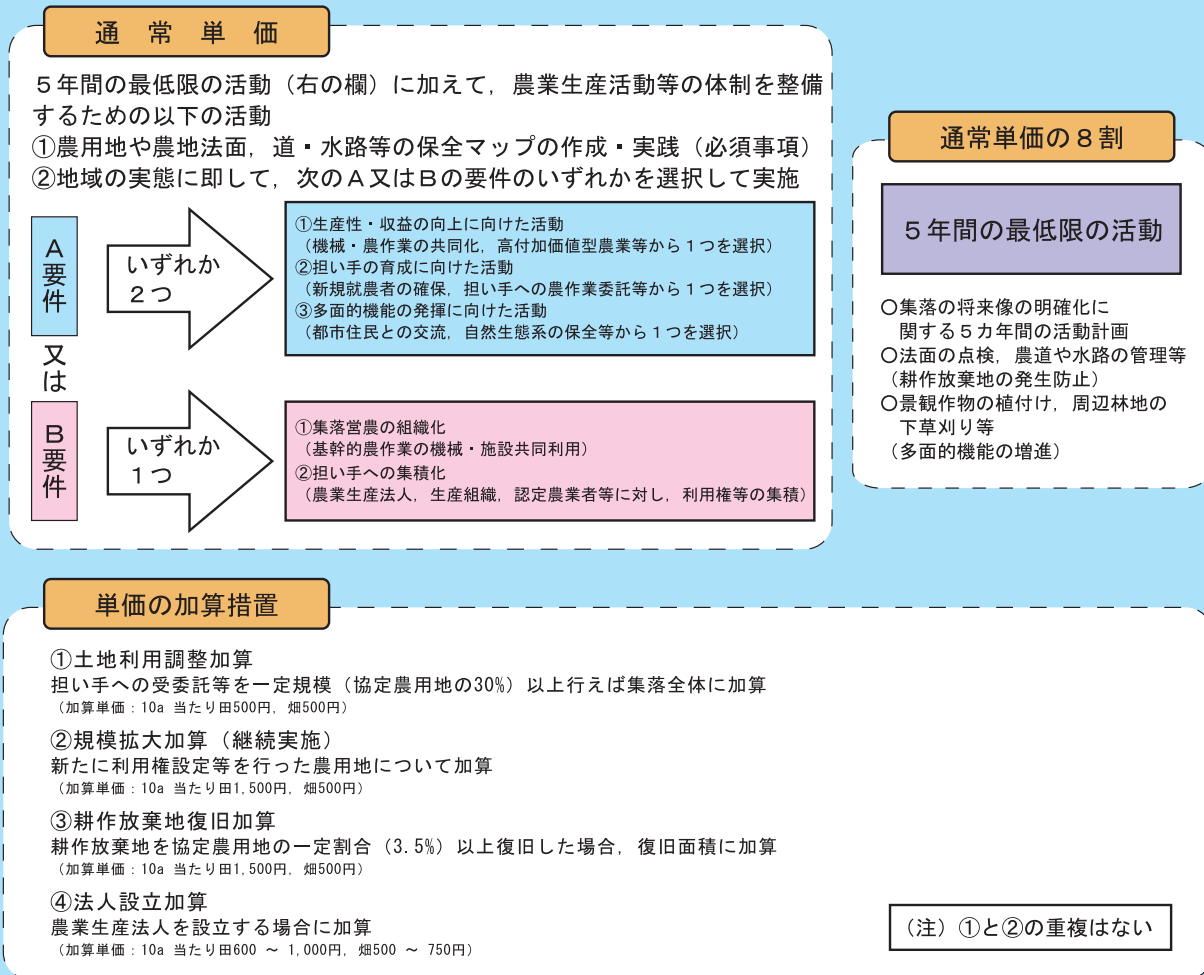 通常単価
５年間の最低限の活動（右の欄）に加えて，農業生産活動等の体制を整備
するための以下の活動
①農用地や農地法面，道・水路等の保全マップの作成・実践（必須事項）
②地域の実態に即して，次のＡ又はＢの要件のいずれかを選択して実施
Ａ要件
いずれか
２つ
①生産性・収益の向上に向けた活動
（機械・農作業の共同化，高付加価値型農業等から１つを選択）
②担い手の育成に向けた活動
（新規就農者の確保，担い手への農作業委託等から１つを選択）
③多面的機能の発揮に向けた活動
（都市住民との交流，自然生態系の保全等から１つを選択）
又は
Ｂ要件
いずれか
１つ
①集落営農の組織化
（基幹的農作業の機械・施設共同利用）
②担い手への集積化
（農業生産法人，生産組織，認定農業者等に対し，利用権等の集積）
通常単価の８割
５年間の最低限の活動
○集落の将来像の明確化に
関する５カ年間の活動計画
○法面の点検，農道や水路の管理等
（耕作放棄地の発生防止）
○景観作物の植付け，周辺林地の
下草刈り等
（多面的機能の増進）
単価の加算措置
①土地利用調整加算
担い手への受委託等を一定規模（協定農用地の30%）以上行えば集落全体に加算
（加算単価：10a 当たり田500円，畑500円）
②規模拡大加算（継続実施）
新たに利用権設定等を行った農用地について加算
（加算単価：10a 当たり田1,500円，畑500円）
③耕作放棄地復旧加算
耕作放棄地を協定農用地の一定割合（3.5%）以上復旧した場合，復旧面積に加算
（加算単価：10a 当たり田1,500円，畑500円）
④法人設立加算
農業生産法人を設立する場合に加算
（加算単価：10a 当たり田600 ～ 1,000円，畑500 ～ 750円）
（注）①と②の重複はない